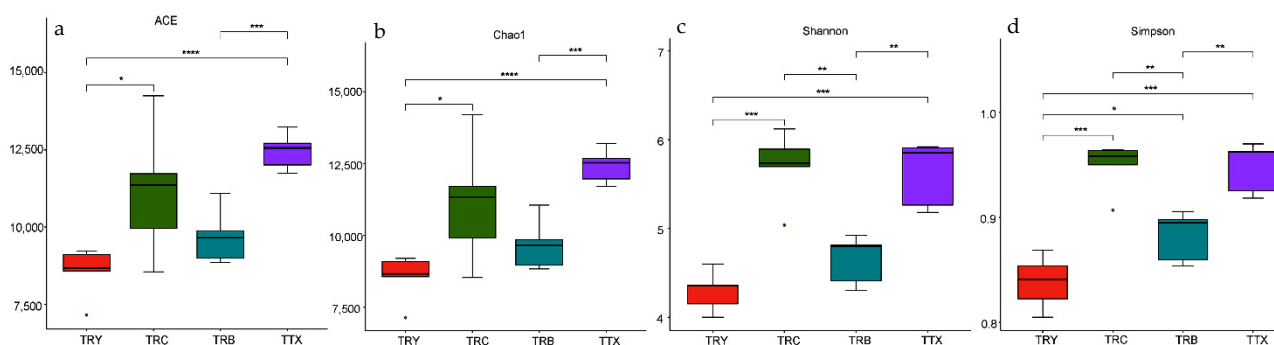 a
ACE
15,000
12,500
10,000
7,500
***
****
*
TRY TRC TRB TTX
b
Chao1
15,000
12,500
10,000
7,500
***
****
*
TRY TRC TRB TTX
c
Shannon
7
6
5
4
**
**
***
***
TRY TRC TRB TTX
d
Simpson
1.0
0.9
0.8
**
**
***
*
***
TRY TRC TRB TTX